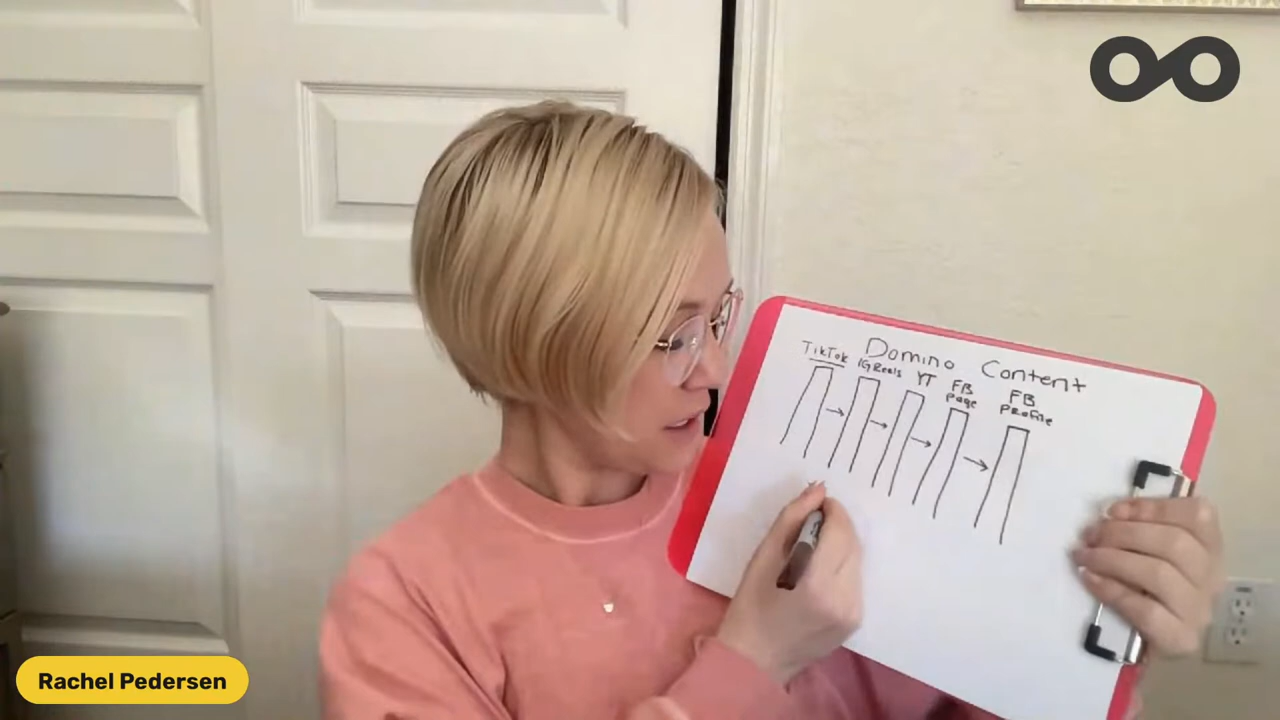 Domino Content
TikTok
IG Reels
YT
FB
Page
FB
Profile
Rachel Pedersen